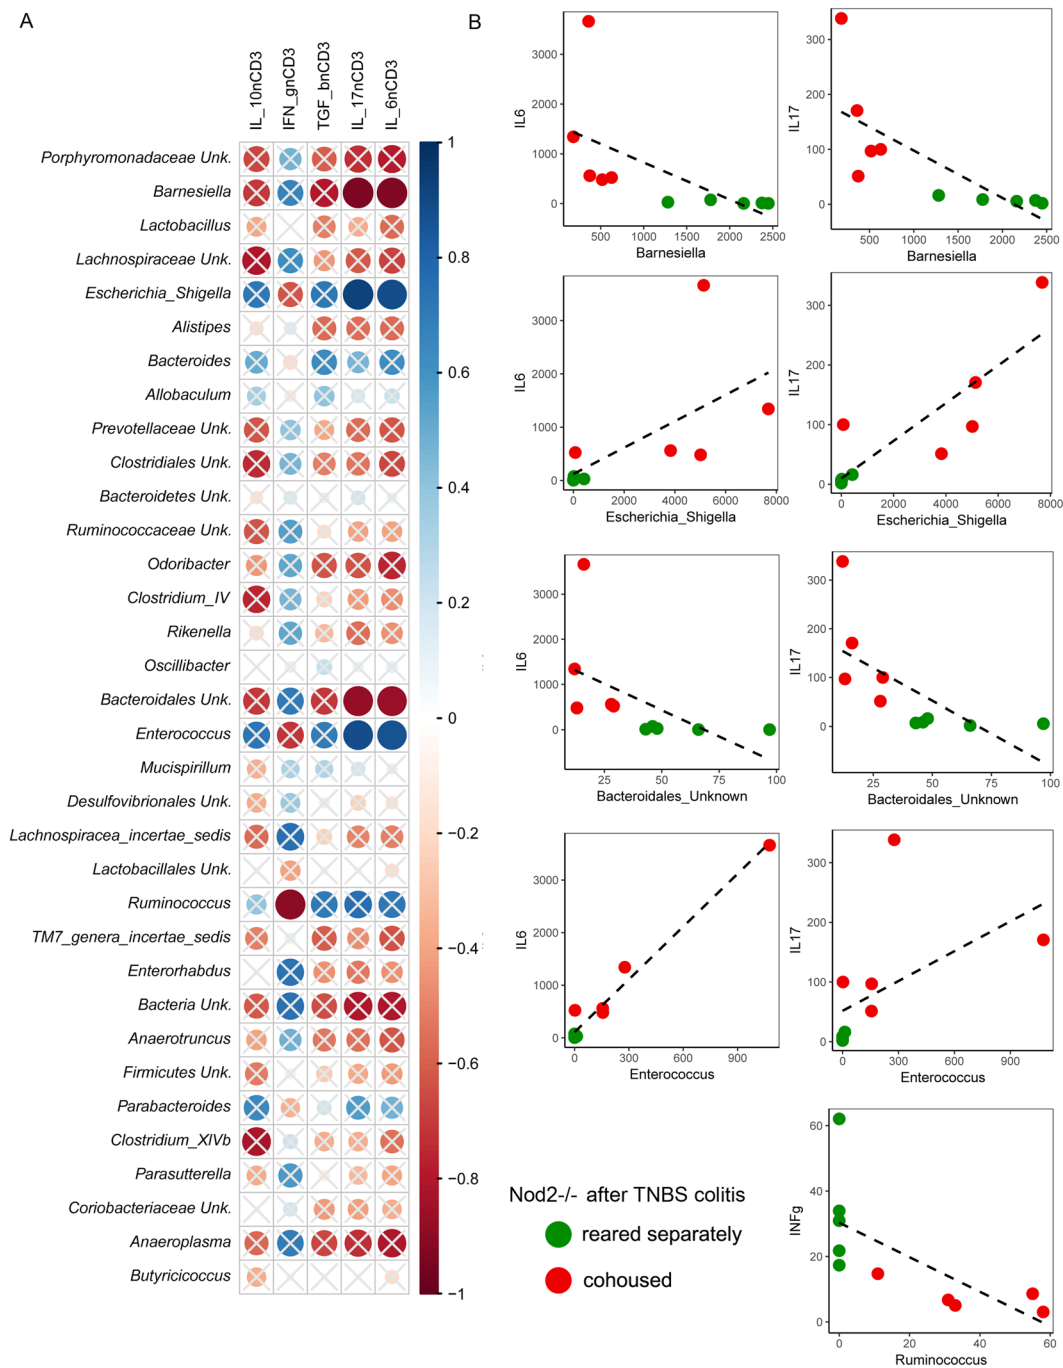 A
B
IL_10nCD3
IFN_gnCD3
TGF_bnCD3
IL_17nCD3
IL_6nCD3
Porphyromonadaceae Unk.
Barnesiella
Lactobacillus
Lachnospiraceae Unk.
Escherichia_Shigella
Alistipes
Bacteroides
Allobaculum
Prevotellaceae Unk.
Clostridiales Unk.
Bacteroidetes Unk.
Ruminococcaceae Unk.
Odoribacter
Clostridium_IV
Rikenella
Oscillibacter
Bacteroidales Unk.
Enterococcus
Mucispirillum
Desulfovibrionales Unk.
Lachnospiracea_incertae_sedis
Lactobacillales Unk.
Ruminococcus
TM7_genera_incertae_sedis
Enterorhabdus
Bacteria Unk.
Anaerotruncus
Firmicutes Unk.
Parabacteroides
Clostridium_XIVb
Parasutterella
Coriobacteriaceae Unk.
Anaeroplasma
Butyricicoccus
1
0.8
0.6
0.4
0.2
0
−0.2
−0.4
−0.6
−0.8
−1
IL6
3000
2000
1000
0
500 1000 1500 2000 2500
Barnesiella
IL17
300
200
100
0
500 1000 1500 2000 2500
Barnesiella
IL6
3000
2000
1000
0
0 2000 4000 6000 8000
Escherichia_Shigella
IL17
300
200
100
0
0 2000 4000 6000 8000
Escherichia_Shigella
IL6
3000
2000
1000
0
25 50 75 100
Bacteroidales_Unknown
IL17
300
200
100
0
25 50 75 100
Bacteroidales_Unknown
IL6
3000
2000
1000
0
0 300 600 900
Enterococcus
IL17
300
200
100
0
0 300 600 900
Enterococcus
INFg
60
40
20
0
0 20 40 60
Ruminococcus
Nod2-/- after TNBS colitis
reared separately
cohoused